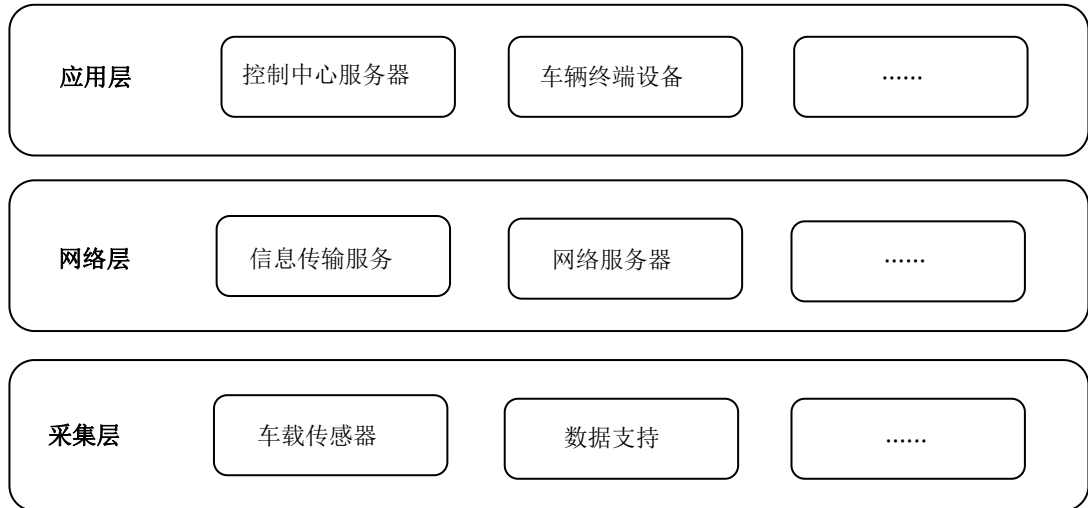 应用层 控制中心服务器 车辆终端设备 ······
网络层 信息传输服务 网络服务器 ······
采集层 车载传感器 数据支持 ······